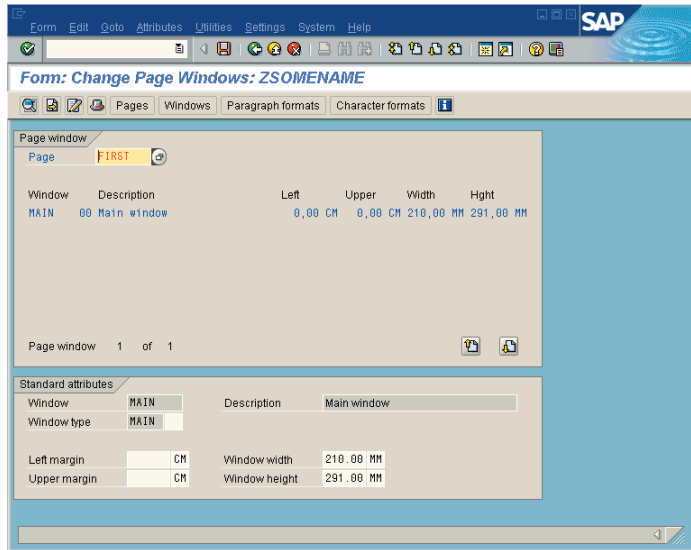 Form Edit Goto Attributes Utilities Settings System Help
SAP
Form: Change Page Windows: ZSOMENAME
Pages Windows Paragraph formats Character formats
Page window
Page FIRST
Window Description Left Upper Width Hght
MAIN 00 Main window 0,00 CM 0,00 CM 210,00 MM 291,00 MM
Page window 1 of 1
Standard attributes
Window MAIN Description Main window
Window type MAIN
Left margin CM Window width 210.00 MM
Upper margin CM Window height 291.00 MM